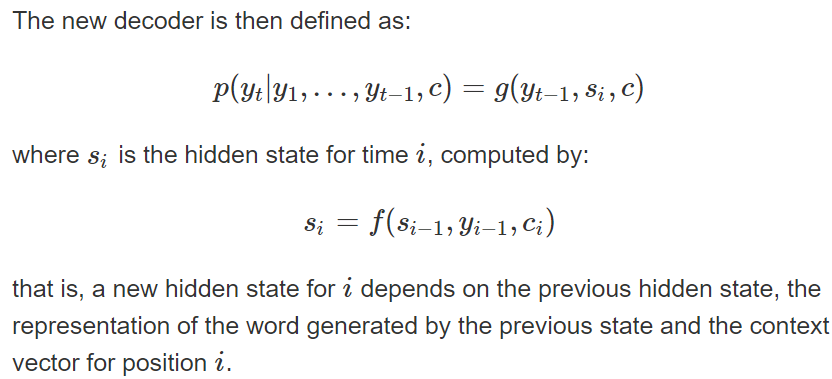 The new decoder is then defined as:
p(y_t|y_1, ..., y_{t−1}, c) = g(y_{t−1}, s_i, c)
where s_i is the hidden state for time i, computed by:
s_i = f(s_{i−1}, y_{i−1}, c_i)
that is, a new hidden state for i depends on the previous hidden state, the
representation of the word generated by the previous state and the context
vector for position i.